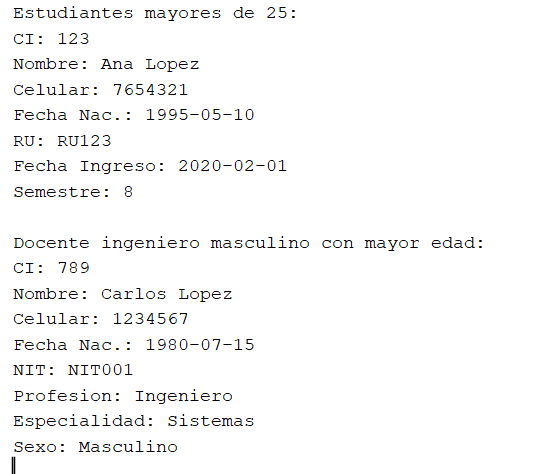 Estudiantes mayores de 25:
CI: 123
Nombre: Ana Lopez
Celular: 7654321
Fecha Nac.: 1995-05-10
RU: RU123
Fecha Ingreso: 2020-02-01
Semestre: 8

Docente ingeniero masculino con mayor edad:
CI: 789
Nombre: Carlos Lopez
Celular: 1234567
Fecha Nac.: 1980-07-15
NIT: NIT001
Profesion: Ingeniero
Especialidad: Sistemas
Sexo: Masculino